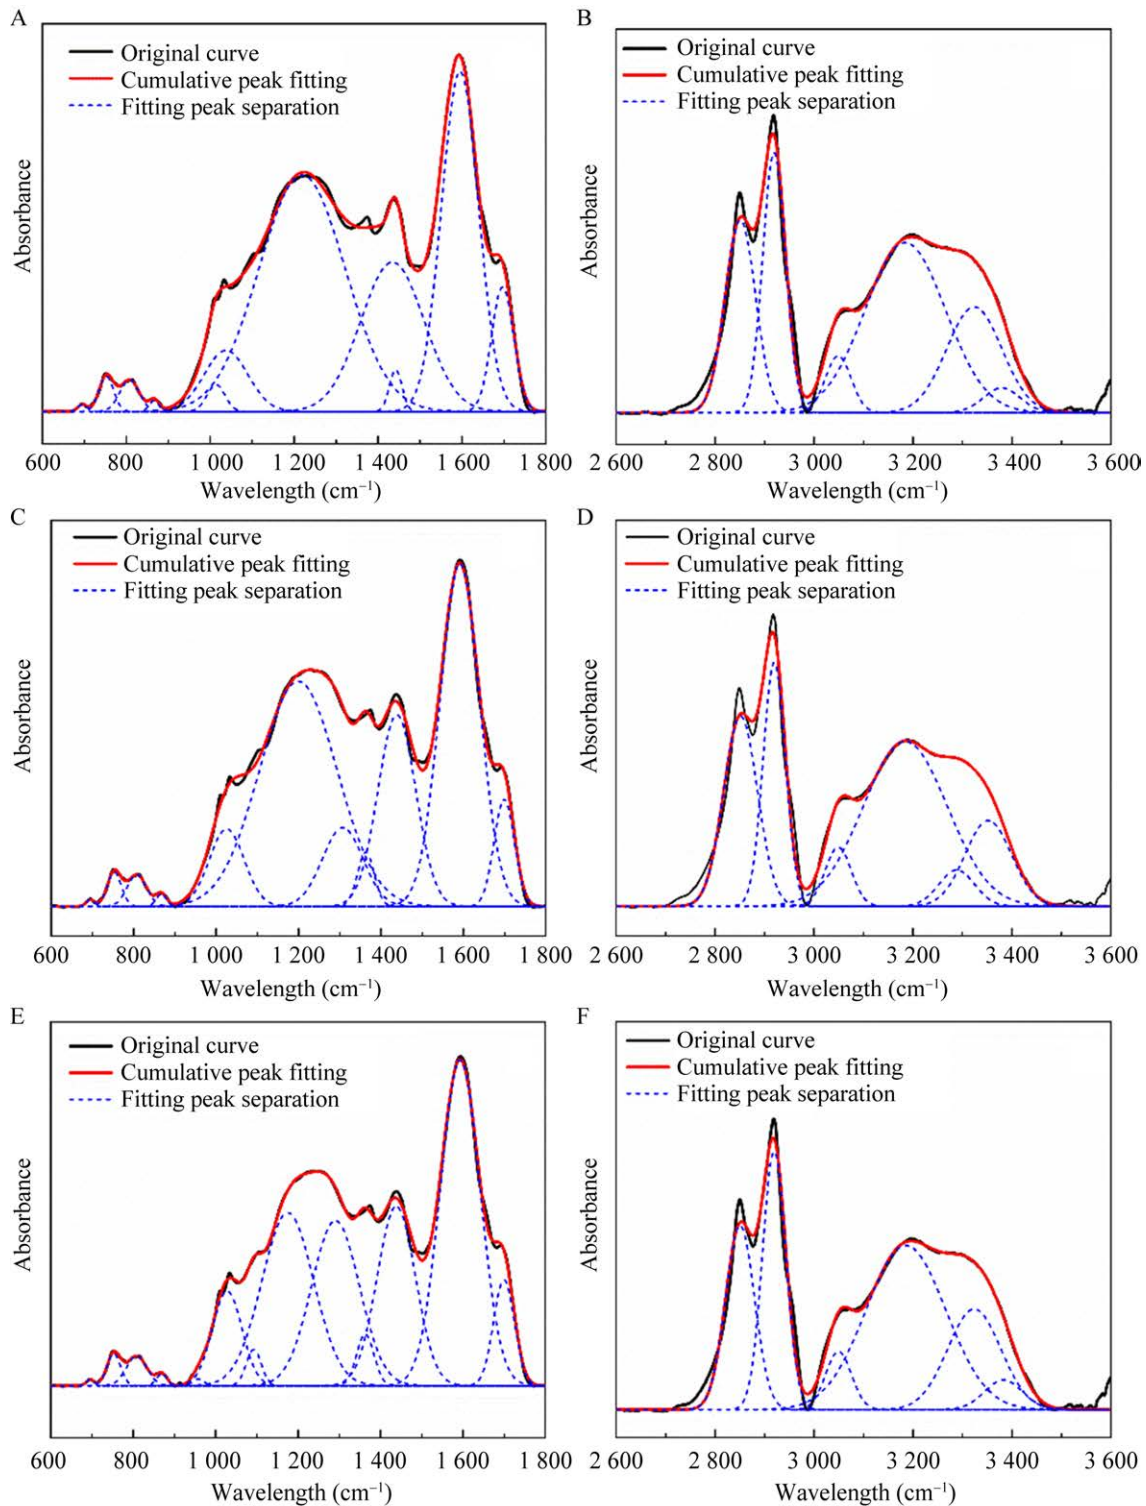 A
Original curve
Cumulative peak fitting
Fitting peak separation
Absorbance
600 800 1 000 1 200 1 400 1 600 1 800
Wavelength (cm⁻¹)
B
Original curve
Cumulative peak fitting
Fitting peak separation
Absorbance
2 600 2 800 3 000 3 200 3 400 3 600
Wavelength (cm⁻¹)
C
Original curve
Cumulative peak fitting
Fitting peak separation
Absorbance
600 800 1 000 1 200 1 400 1 600 1 800
Wavelength (cm⁻¹)
D
Original curve
Cumulative peak fitting
Fitting peak separation
Absorbance
2 600 2 800 3 000 3 200 3 400 3 600
Wavelength (cm⁻¹)
E
Original curve
Cumulative peak fitting
Fitting peak separation
Absorbance
600 800 1 000 1 200 1 400 1 600 1 800
Wavelength (cm⁻¹)
F
Original curve
Cumulative peak fitting
Fitting peak separation
Absorbance
2 600 2 800 3 000 3 200 3 400 3 600
Wavelength (cm⁻¹)